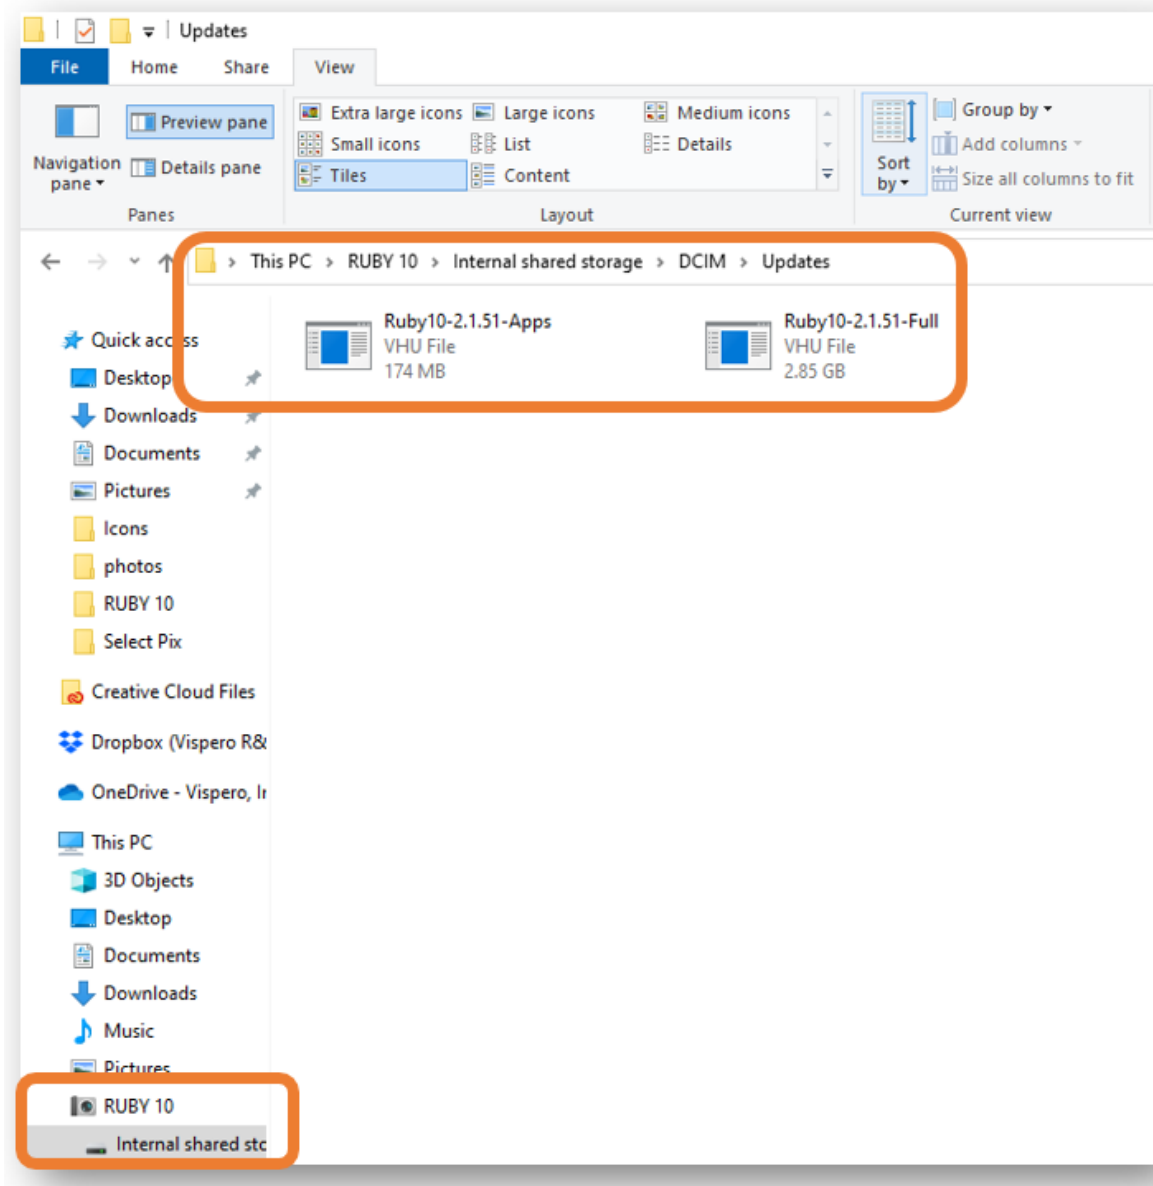 Updates
File Home Share View
Navigation pane
Preview pane
Details pane
Panes
Extra large icons Large icons Medium icons
Small icons List Details
Tiles Content
Layout
Sort by
Group by
Add columns
Size all columns to fit
Current view
This PC > RUBY 10 > Internal shared storage > DCIM > Updates
Ruby10-2.1.51-Apps
VHU File
174 MB
Ruby10-2.1.51-Full
VHU File
2.85 GB
Quick access
Desktop
Downloads
Documents
Pictures
Icons
photos
RUBY 10
Select Pix
Creative Cloud Files
Dropbox (Vispero R&
OneDrive - Vispero, Ir
This PC
3D Objects
Desktop
Documents
Downloads
Music
Pictures
RUBY 10
Internal shared stc